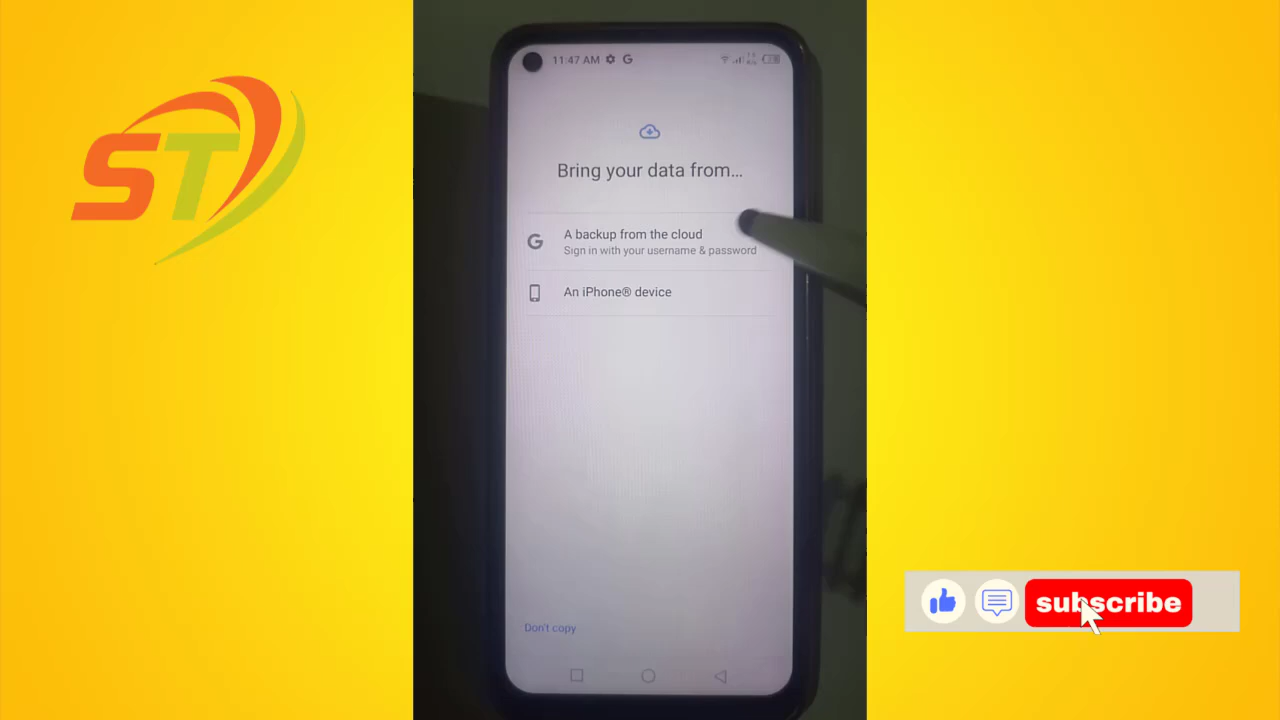 ST
11:47 AM
Bring your data from...
A backup from the cloud
Sign in with your username & password
An iPhone® device
Don't copy
subscribe